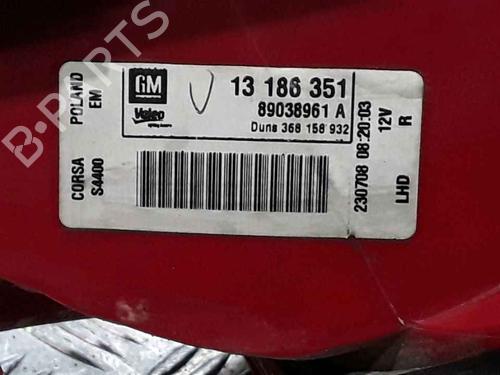 B-PARTS
POLAND
EM
CORSA
S4400
GM
Valeo
13 186 351
89038961 A
Duns 368 158 932
230708 08:20:03
12V
R
LHD